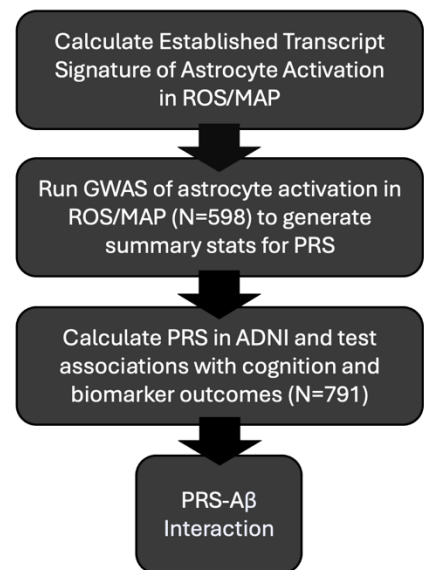 Calculate Established Transcript
Signature of Astrocyte Activation
in ROS/MAP
Run GWAS of astrocyte activation in
ROS/MAP (N=598) to generate
summary stats for PRS
Calculate PRS in ADNI and test
associations with cognition and
biomarker outcomes (N=791)
PRS-Aβ
Interaction